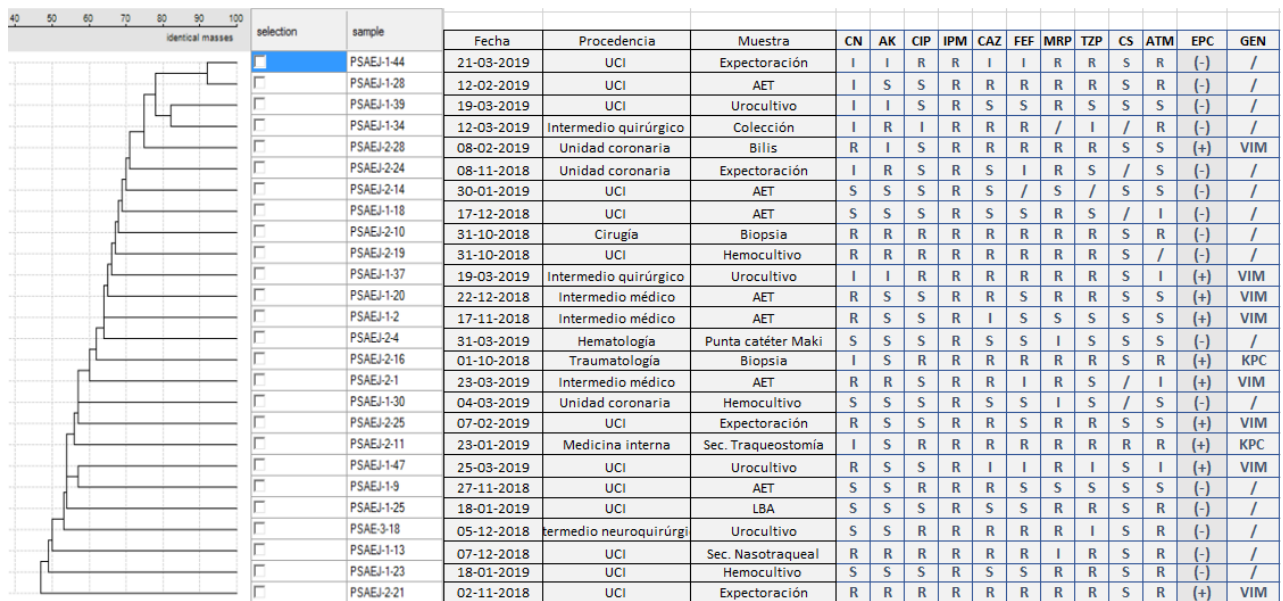 40 50 60 70 80 90 100
identical masses
selection sample Fecha Procedencia Muestra CN AK CIP IPM CAZ FEF MRP TZP CS ATM EPC GEN
PSAEJ-1-44 21-03-2019 UCI Expectoración I I R R I I R R S R (-) /
PSAEJ-1-28 12-02-2019 UCI AET I S S R R R R R S R (-) /
PSAEJ-1-39 19-03-2019 UCI Urocultivo I I S R S S R S S S (-) /
PSAEJ-1-34 12-03-2019 Intermedio quirúrgico Colección I R I R R R / I / R (-) /
PSAEJ-2-28 08-02-2019 Unidad coronaria Bilis R I S R R R R R S S (+) VIM
PSAEJ-2-24 08-11-2018 Unidad coronaria Expectoración I R S R S I R S / S (-) /
PSAEJ-2-14 30-01-2019 UCI AET S S S R S / S / S S (-) /
PSAEJ-1-18 17-12-2018 UCI AET S S S R S S R S / I (-) /
PSAEJ-2-10 31-10-2018 Cirugía Biopsia R R R R R R R R S R (-) /
PSAEJ-2-19 31-10-2018 UCI Hemocultivo R R R R R R R R S / (-) /
PSAEJ-1-37 19-03-2019 Intermedio quirúrgico Urocultivo I I R R R R R R S I (+) VIM
PSAEJ-1-20 22-12-2018 Intermedio médico AET R S S R R S R R S S (+) VIM
PSAEJ-1-2 17-11-2018 Intermedio médico AET R S S R I S S S S S (+) VIM
PSAEJ-2-4 31-03-2019 Hematología Punta catéter Maki S S S R S S I S S S (-) /
PSAEJ-2-16 01-10-2018 Traumatología Biopsia I S R R R R R R S R (+) KPC
PSAEJ-2-1 23-03-2019 Intermedio médico AET R R S R R I R S / I (+) VIM
PSAEJ-1-30 04-03-2019 Unidad coronaria Hemocultivo S S S R S S I S / S (-) /
PSAEJ-2-25 07-02-2019 UCI Expectoración R S S R R S R R S S (+) VIM
PSAEJ-2-11 23-01-2019 Medicina interna Sec. Traqueostomía I S R R R R R R R R (+) KPC
PSAEJ-1-47 25-03-2019 UCI Urocultivo R S S R I I R I S I (+) VIM
PSAEJ-1-9 27-11-2018 UCI AET S S R R R S S S S S (-) /
PSAEJ-1-25 18-01-2019 UCI LBA S S S R S S R R S R (-) /
PSAE-3-18 05-12-2018 termedio neuroquirúrgi Urocultivo S S R R R R R I S R (-) /
PSAEJ-1-13 07-12-2018 UCI Sec. Nasotraqueal R R R R R R I R S R (-) /
PSAEJ-1-23 18-01-2019 UCI Hemocultivo S S S R S S R R S R (-) /
PSAEJ-2-21 02-11-2018 UCI Expectoración R R R R R R R R S R (+) VIM